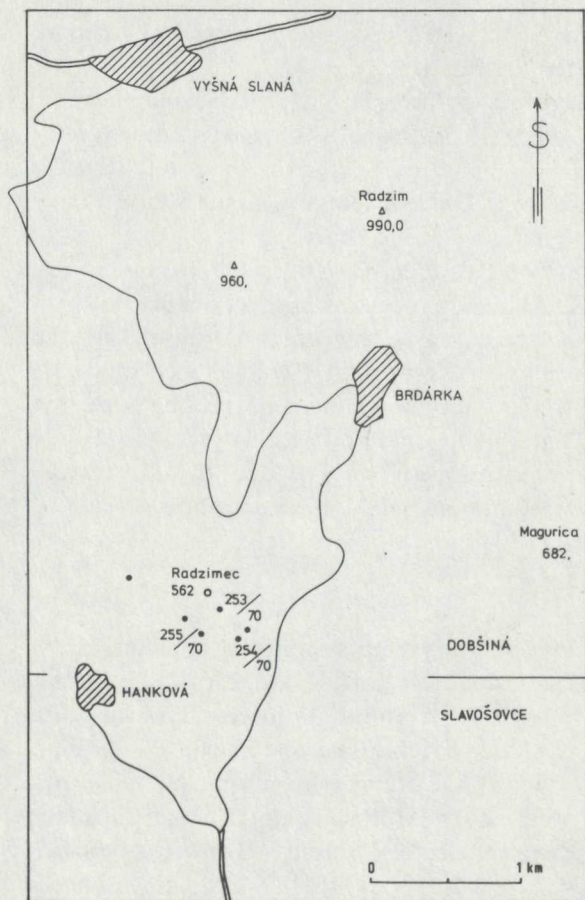 VYŠNÁ SLANÁ
S
Radzim
990,0
960,
BRDÁRKA
Magurica
682,
Radzimec
562
253/70
255/70
254/70
DOBŠINÁ
HANKOVÁ
SLAVOŠOVCE
0 1 km